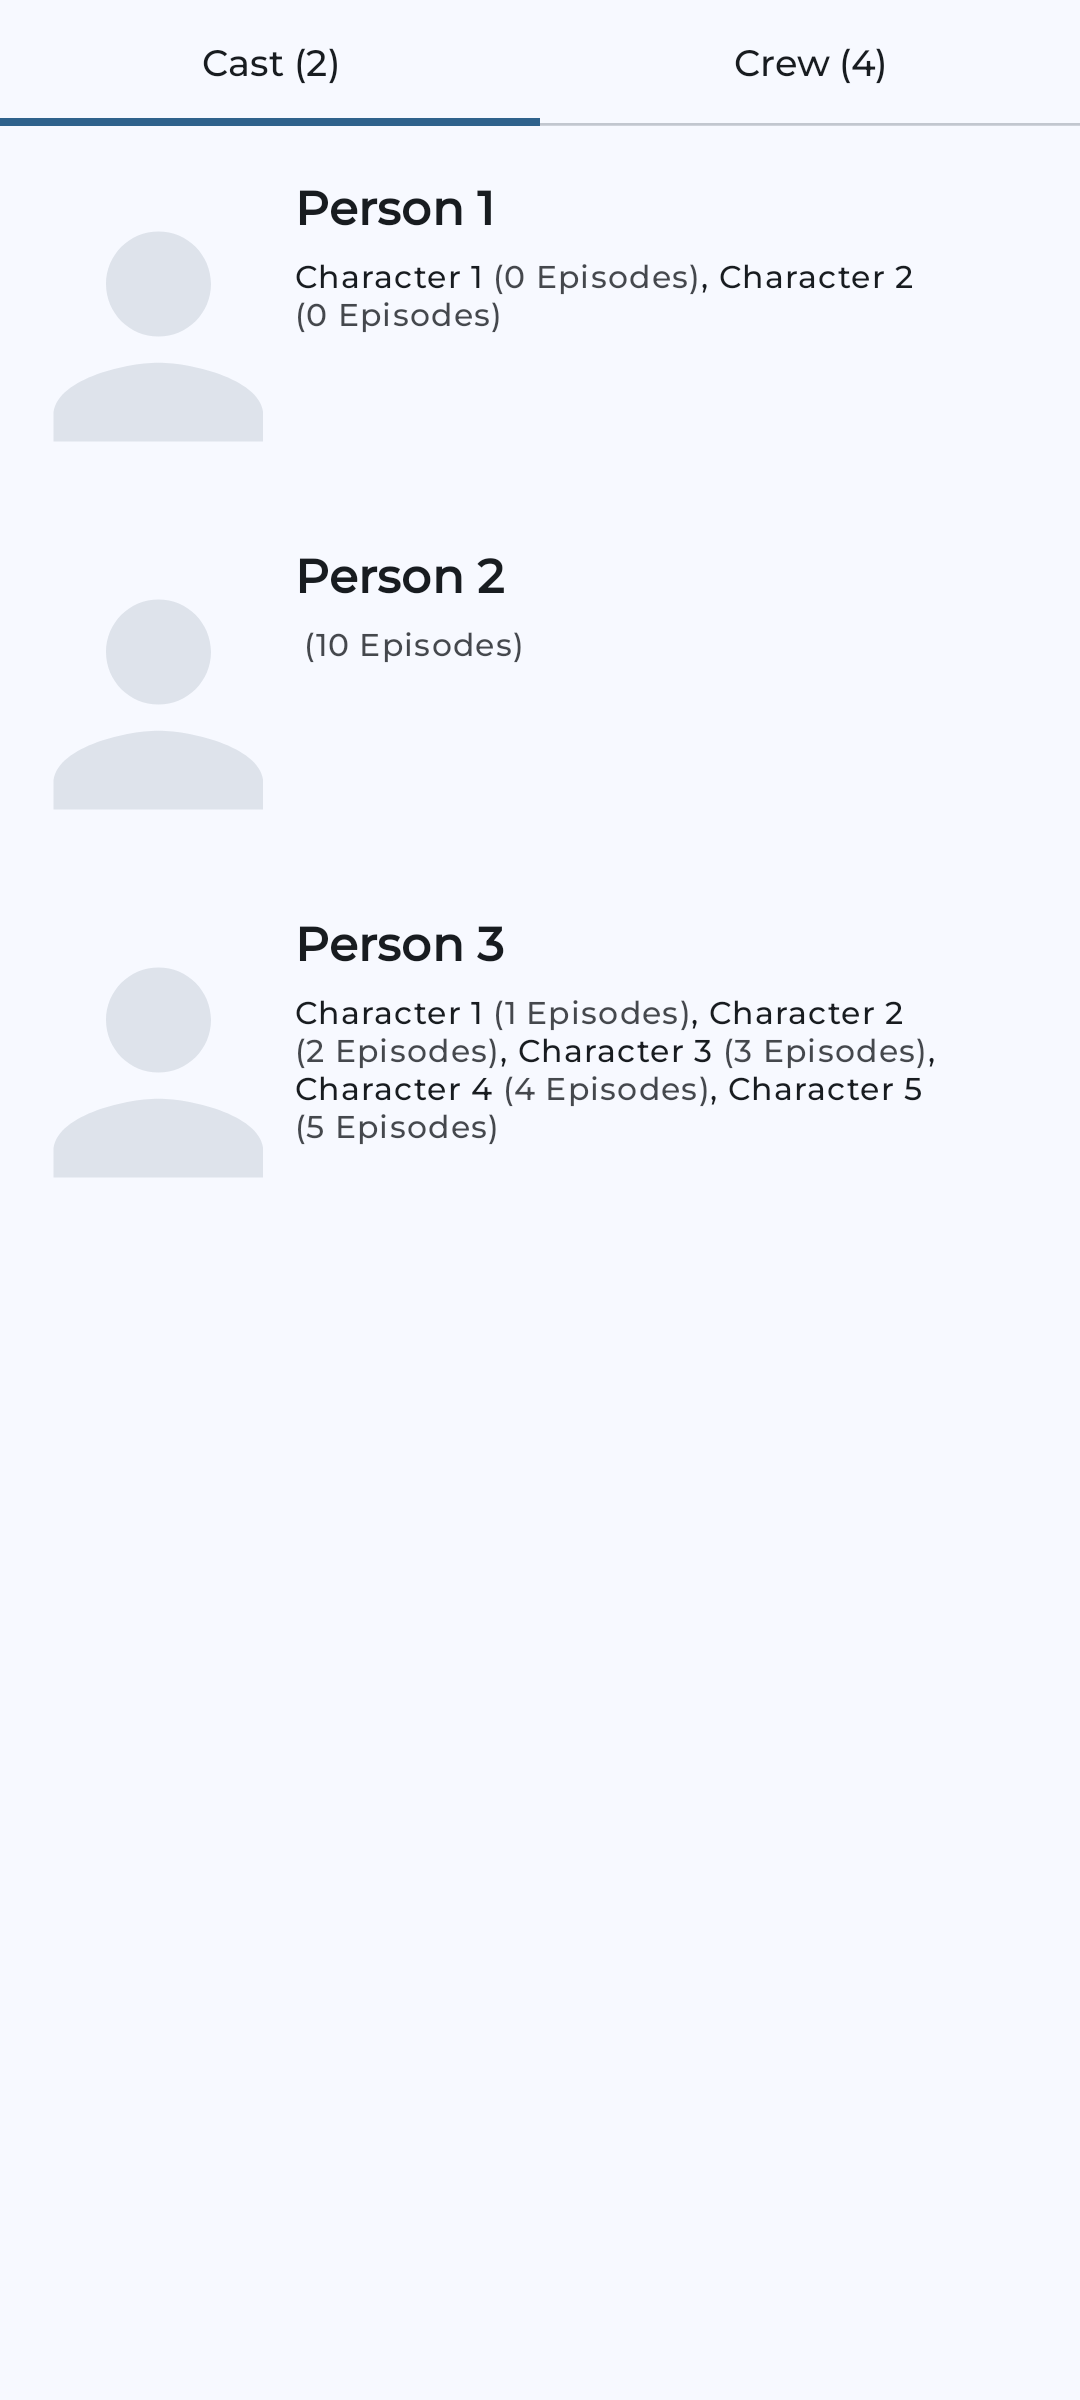 Cast (2)
Crew (4)
Person 1
Character 1 (0 Episodes), Character 2
(0 Episodes)
Person 2
(10 Episodes)
Person 3
Character 1 (1 Episodes), Character 2
(2 Episodes), Character 3 (3 Episodes),
Character 4 (4 Episodes), Character 5
(5 Episodes)